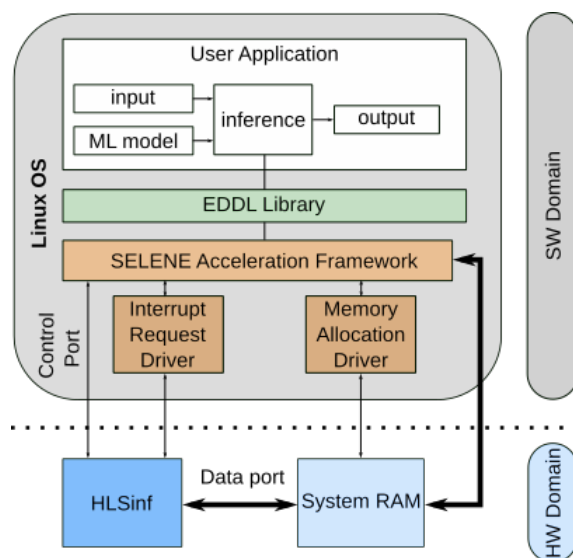 User Application
input
ML model
inference
output
Linux OS
EDDL Library
SELENE Acceleration Framework
Control
Port
Interrupt
Request
Driver
Memory
Allocation
Driver
SW Domain
HLSinf
Data port
System RAM
HW Domain